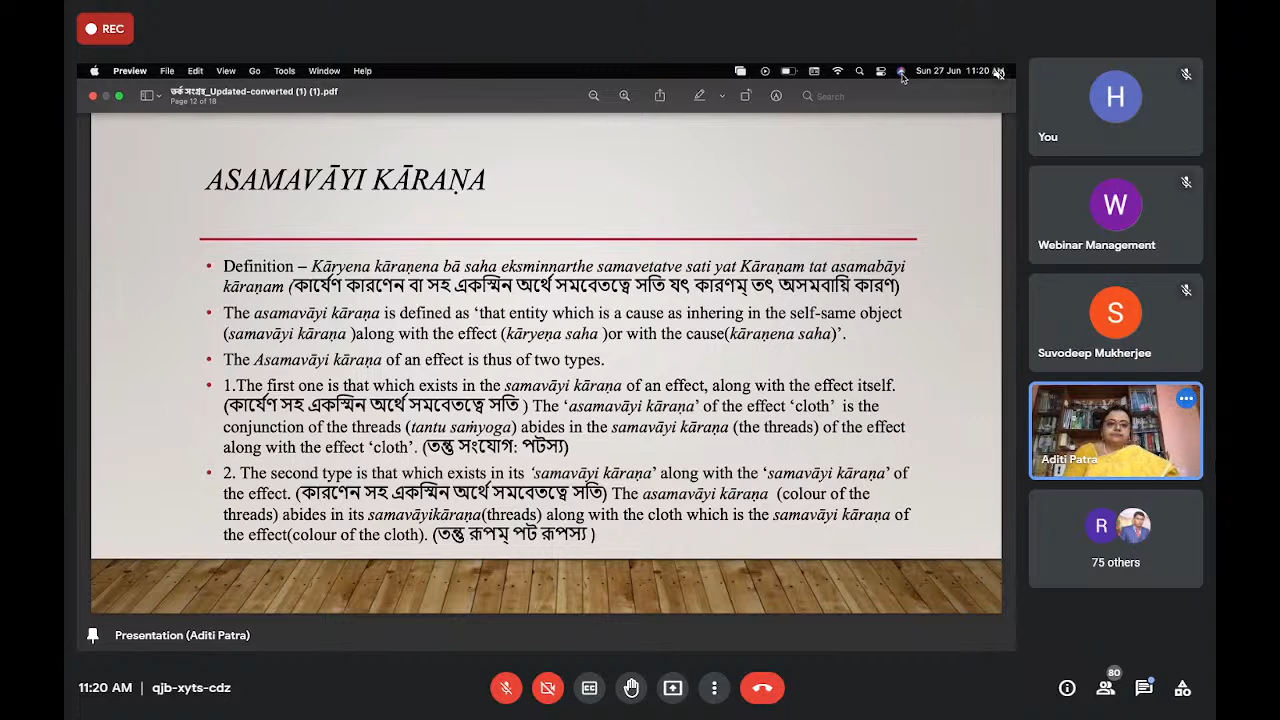 REC
Preview File Edit View Go Tools Window Help
Sun 27 Jun 11:20 AM
তর্ক সংগ্রহ_Updated-converted (1) (1).pdf
Page 12 of 18
Search
ASAMAVĀYI KĀRAṆA
• Definition – Kāryena kāraṇena bā saha eksminnarthe samavetatve sati yat Kāraṇam tat asamabāyi
kāraṇam (কার্যেণ কারণেন বা সহ একস্মিন অর্থে সমবেতত্বে সতি যৎ কারণম্ তৎ অসমবায়ি কারণ)
• The asamavāyi kāraṇa is defined as ‘that entity which is a cause as inhering in the self-same object
(samavāyi kāraṇa )along with the effect (kāryeṇa saha )or with the cause(kāraṇena saha)’.
• The Asamavāyi kāraṇa of an effect is thus of two types.
• 1.The first one is that which exists in the samavāyi kāraṇa of an effect, along with the effect itself.
(কার্যেণ সহ একস্মিন অর্থে সমবেতত্বে সতি ) The ‘asamavāyi kāraṇa’ of the effect ‘cloth’ is the
conjunction of the threads (tantu saṁyoga) abides in the samavāyi kāraṇa (the threads) of the effect
along with the effect ‘cloth’. (তন্তু সংযোগ: পটস্য)
• 2. The second type is that which exists in its ‘samavāyi kāraṇa’ along with the ‘samavāyi kāraṇa’ of
the effect. (কারণেন সহ একস্মিন অর্থে সমবেতত্বে সতি) The asamavāyi kāraṇa (colour of the
threads) abides in its samavāyikāraṇa(threads) along with the cloth which is the samavāyi kāraṇa of
the effect(colour of the cloth). (তন্তু রূপম্ পট রূপস্য )
Presentation (Aditi Patra)
11:20 AM | qjb-xyts-cdz
80
H
You
W
Webinar Management
S
Suvodeep Mukherjee
Aditi Patra
R
75 others